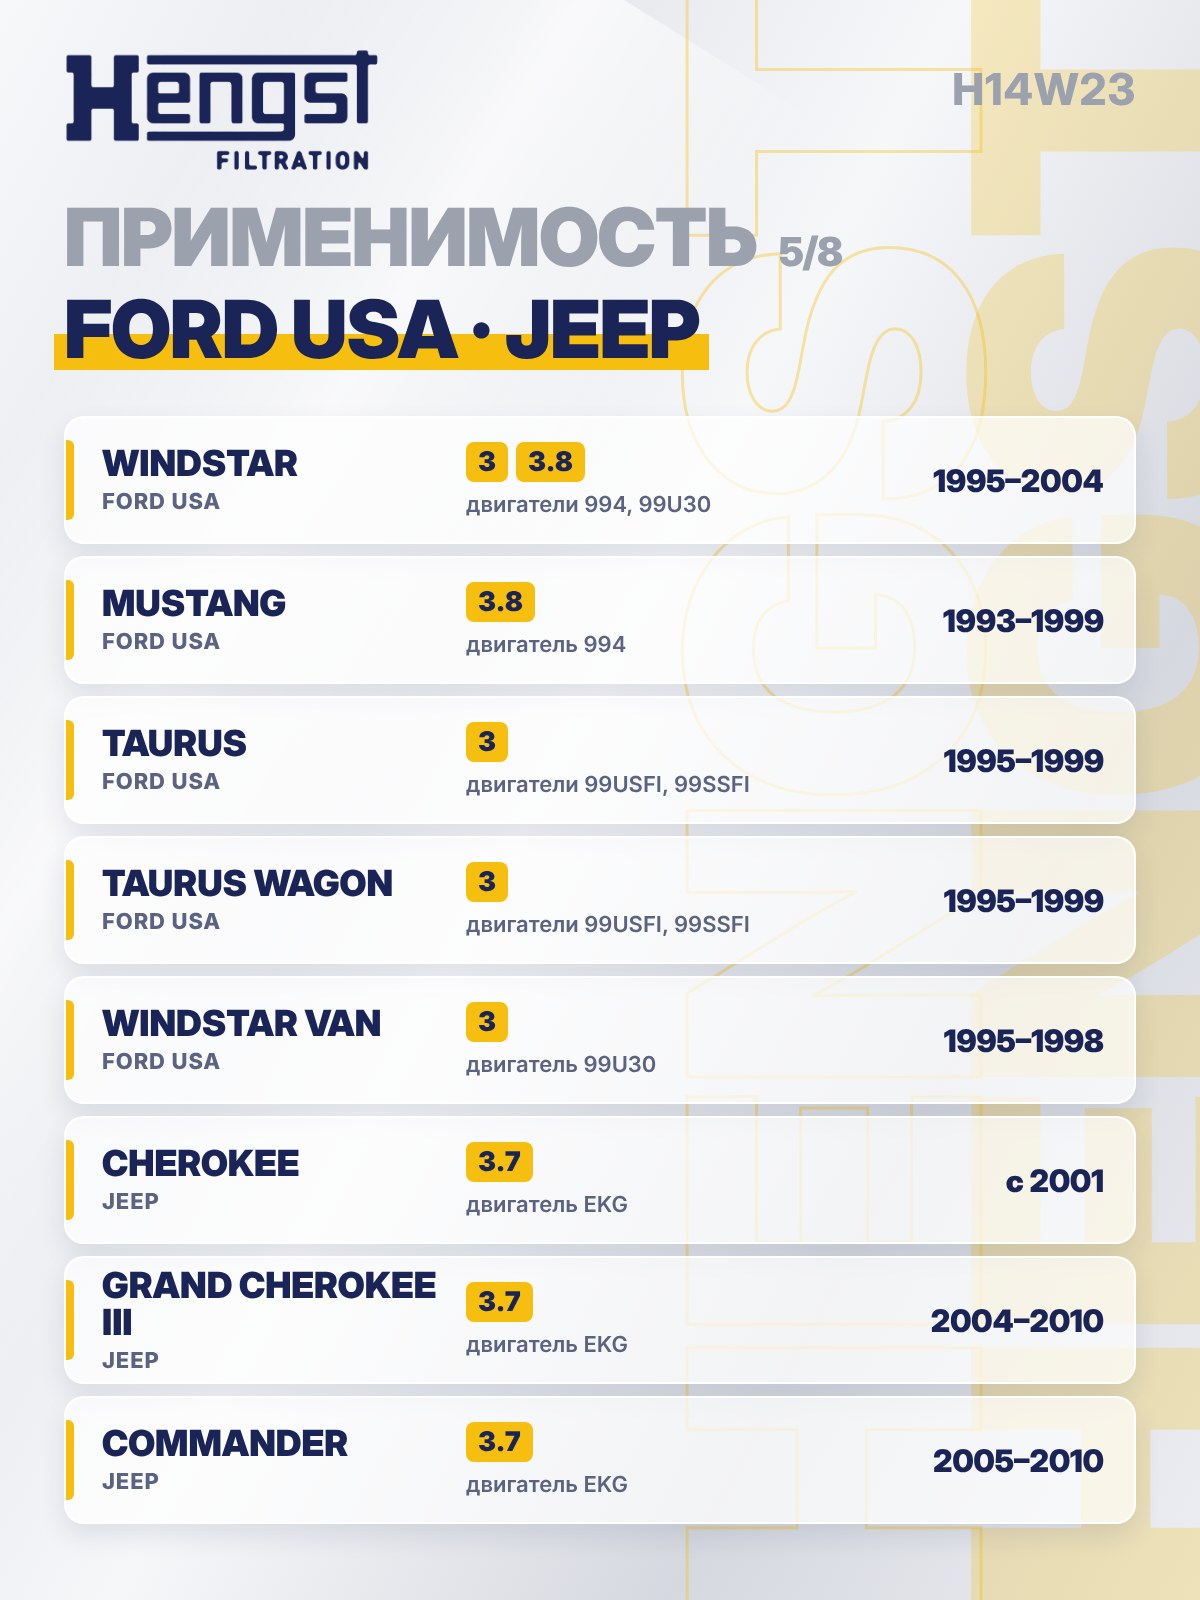 Hengst
FILTRATION
H14W23
ПРИМЕНИМОСТЬ 5/8
FORD USA · JEEP
WINDSTAR
FORD USA
3 3.8
двигатели 994, 99U30
1995–2004
MUSTANG
FORD USA
3.8
двигатель 994
1993–1999
TAURUS
FORD USA
3
двигатели 99USFI, 99SSFI
1995–1999
TAURUS WAGON
FORD USA
3
двигатели 99USFI, 99SSFI
1995–1999
WINDSTAR VAN
FORD USA
3
двигатель 99U30
1995–1998
CHEROKEE
JEEP
3.7
двигатель EKG
с 2001
GRAND CHEROKEE
III
JEEP
3.7
двигатель EKG
2004–2010
COMMANDER
JEEP
3.7
двигатель EKG
2005–2010
HENGST
HENGST